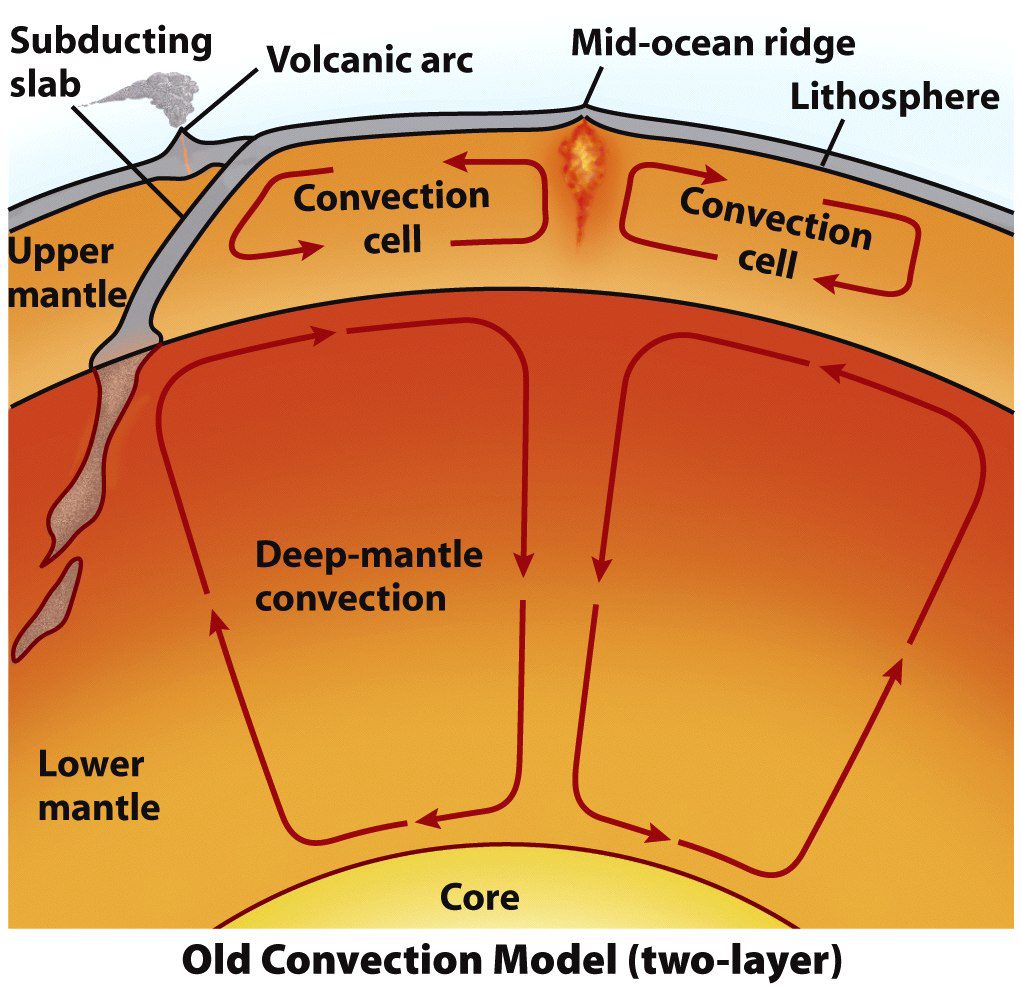 Subducting
slab
Volcanic arc
Mid-ocean ridge
Lithosphere
Convection
cell
Convection
cell
Upper
mantle
Deep-mantle
convection
Lower
mantle
Core
Old Convection Model (two-layer)